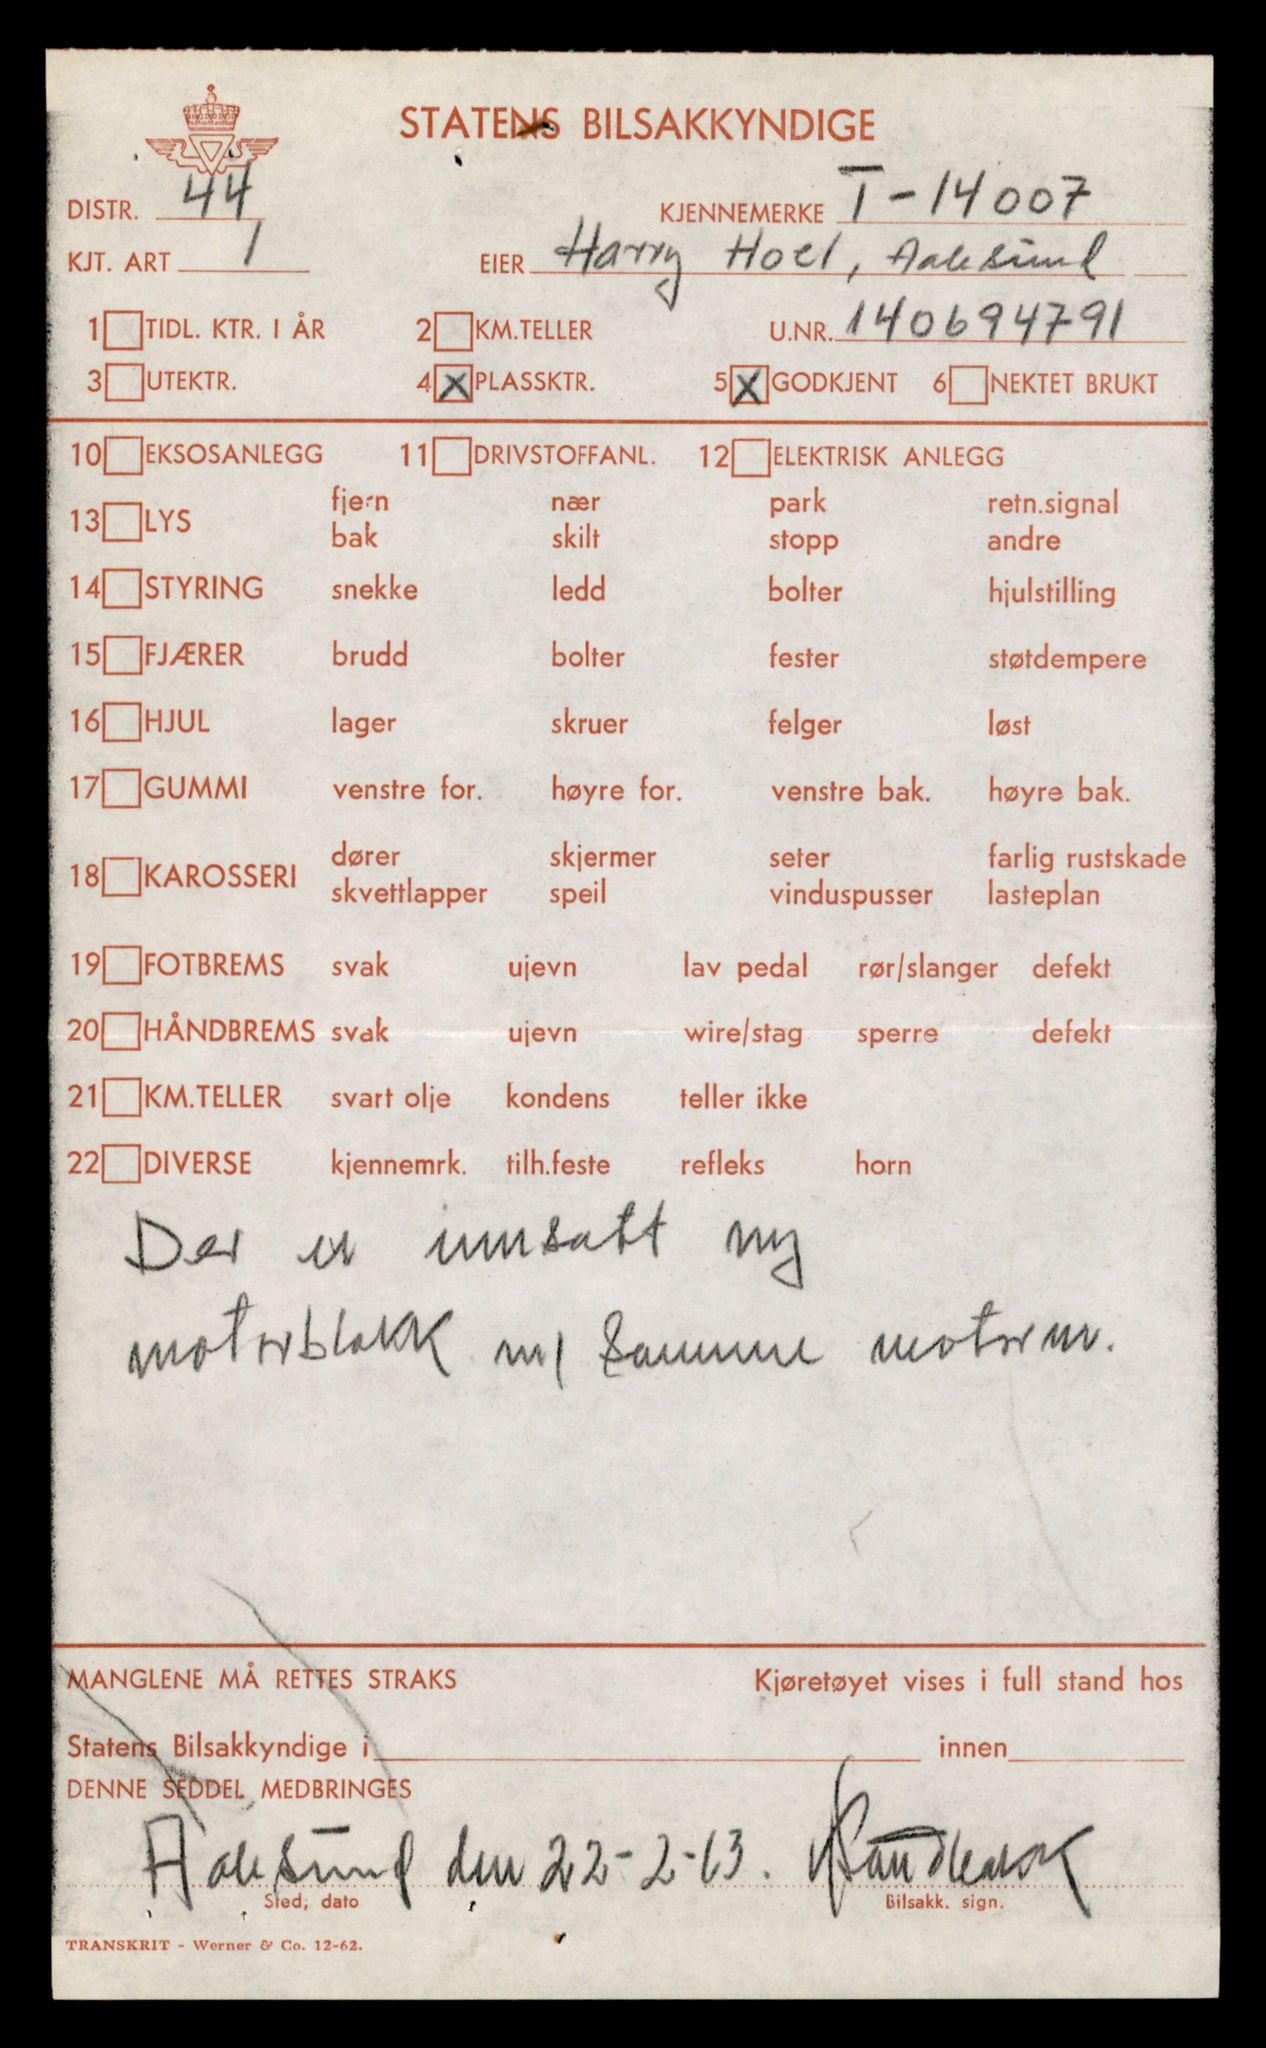 STATENS BILSAKKYNDIGE
DISTR. 44
KJENNEMERKE T-14007
KJT. ART 1
EIER Harry Hoel, Aalesund
1 TIDL. KTR. I ÅR 2 KM.TELLER U.NR. 140694791
3 UTEKTR. 4 X PLASSKTR. 5 X GODKJENT 6 NEKTET BRUKT
10 EKSOSANLEGG 11 DRIVSTOFFANL. 12 ELEKTRISK ANLEGG
13 LYS fjern nær park retn.signal
bak skilt stopp andre
14 STYRING snekke ledd bolter hjulstilling
15 FJÆRER brudd bolter fester støtdempere
16 HJUL lager skruer felger løst
17 GUMMI venstre for. høyre for. venstre bak. høyre bak.
18 KAROSSERI dører skjermer seter farlig rustskade
skvettlapper speil vinduspusser lasteplan
19 FOTBREMS svak ujevn lav pedal rør/slanger defekt
20 HÅNDBREMS svak ujevn wire/stag sperre defekt
21 KM.TELLER svart olje kondens teller ikke
22 DIVERSE kjennemrk. tilh.feste refleks horn
Der er innsatt ny
motorblokk m/ samme motornr.
MANGLENE MÅ RETTES STRAKS Kjøretøyet vises i full stand hos
Statens Bilsakkyndige i innen
DENNE SEDDEL MEDBRINGES
Aalesund den 22-2-63.
Sted, dato Bilsakk. sign.
TRANSKRIT - Werner & Co. 12-62.